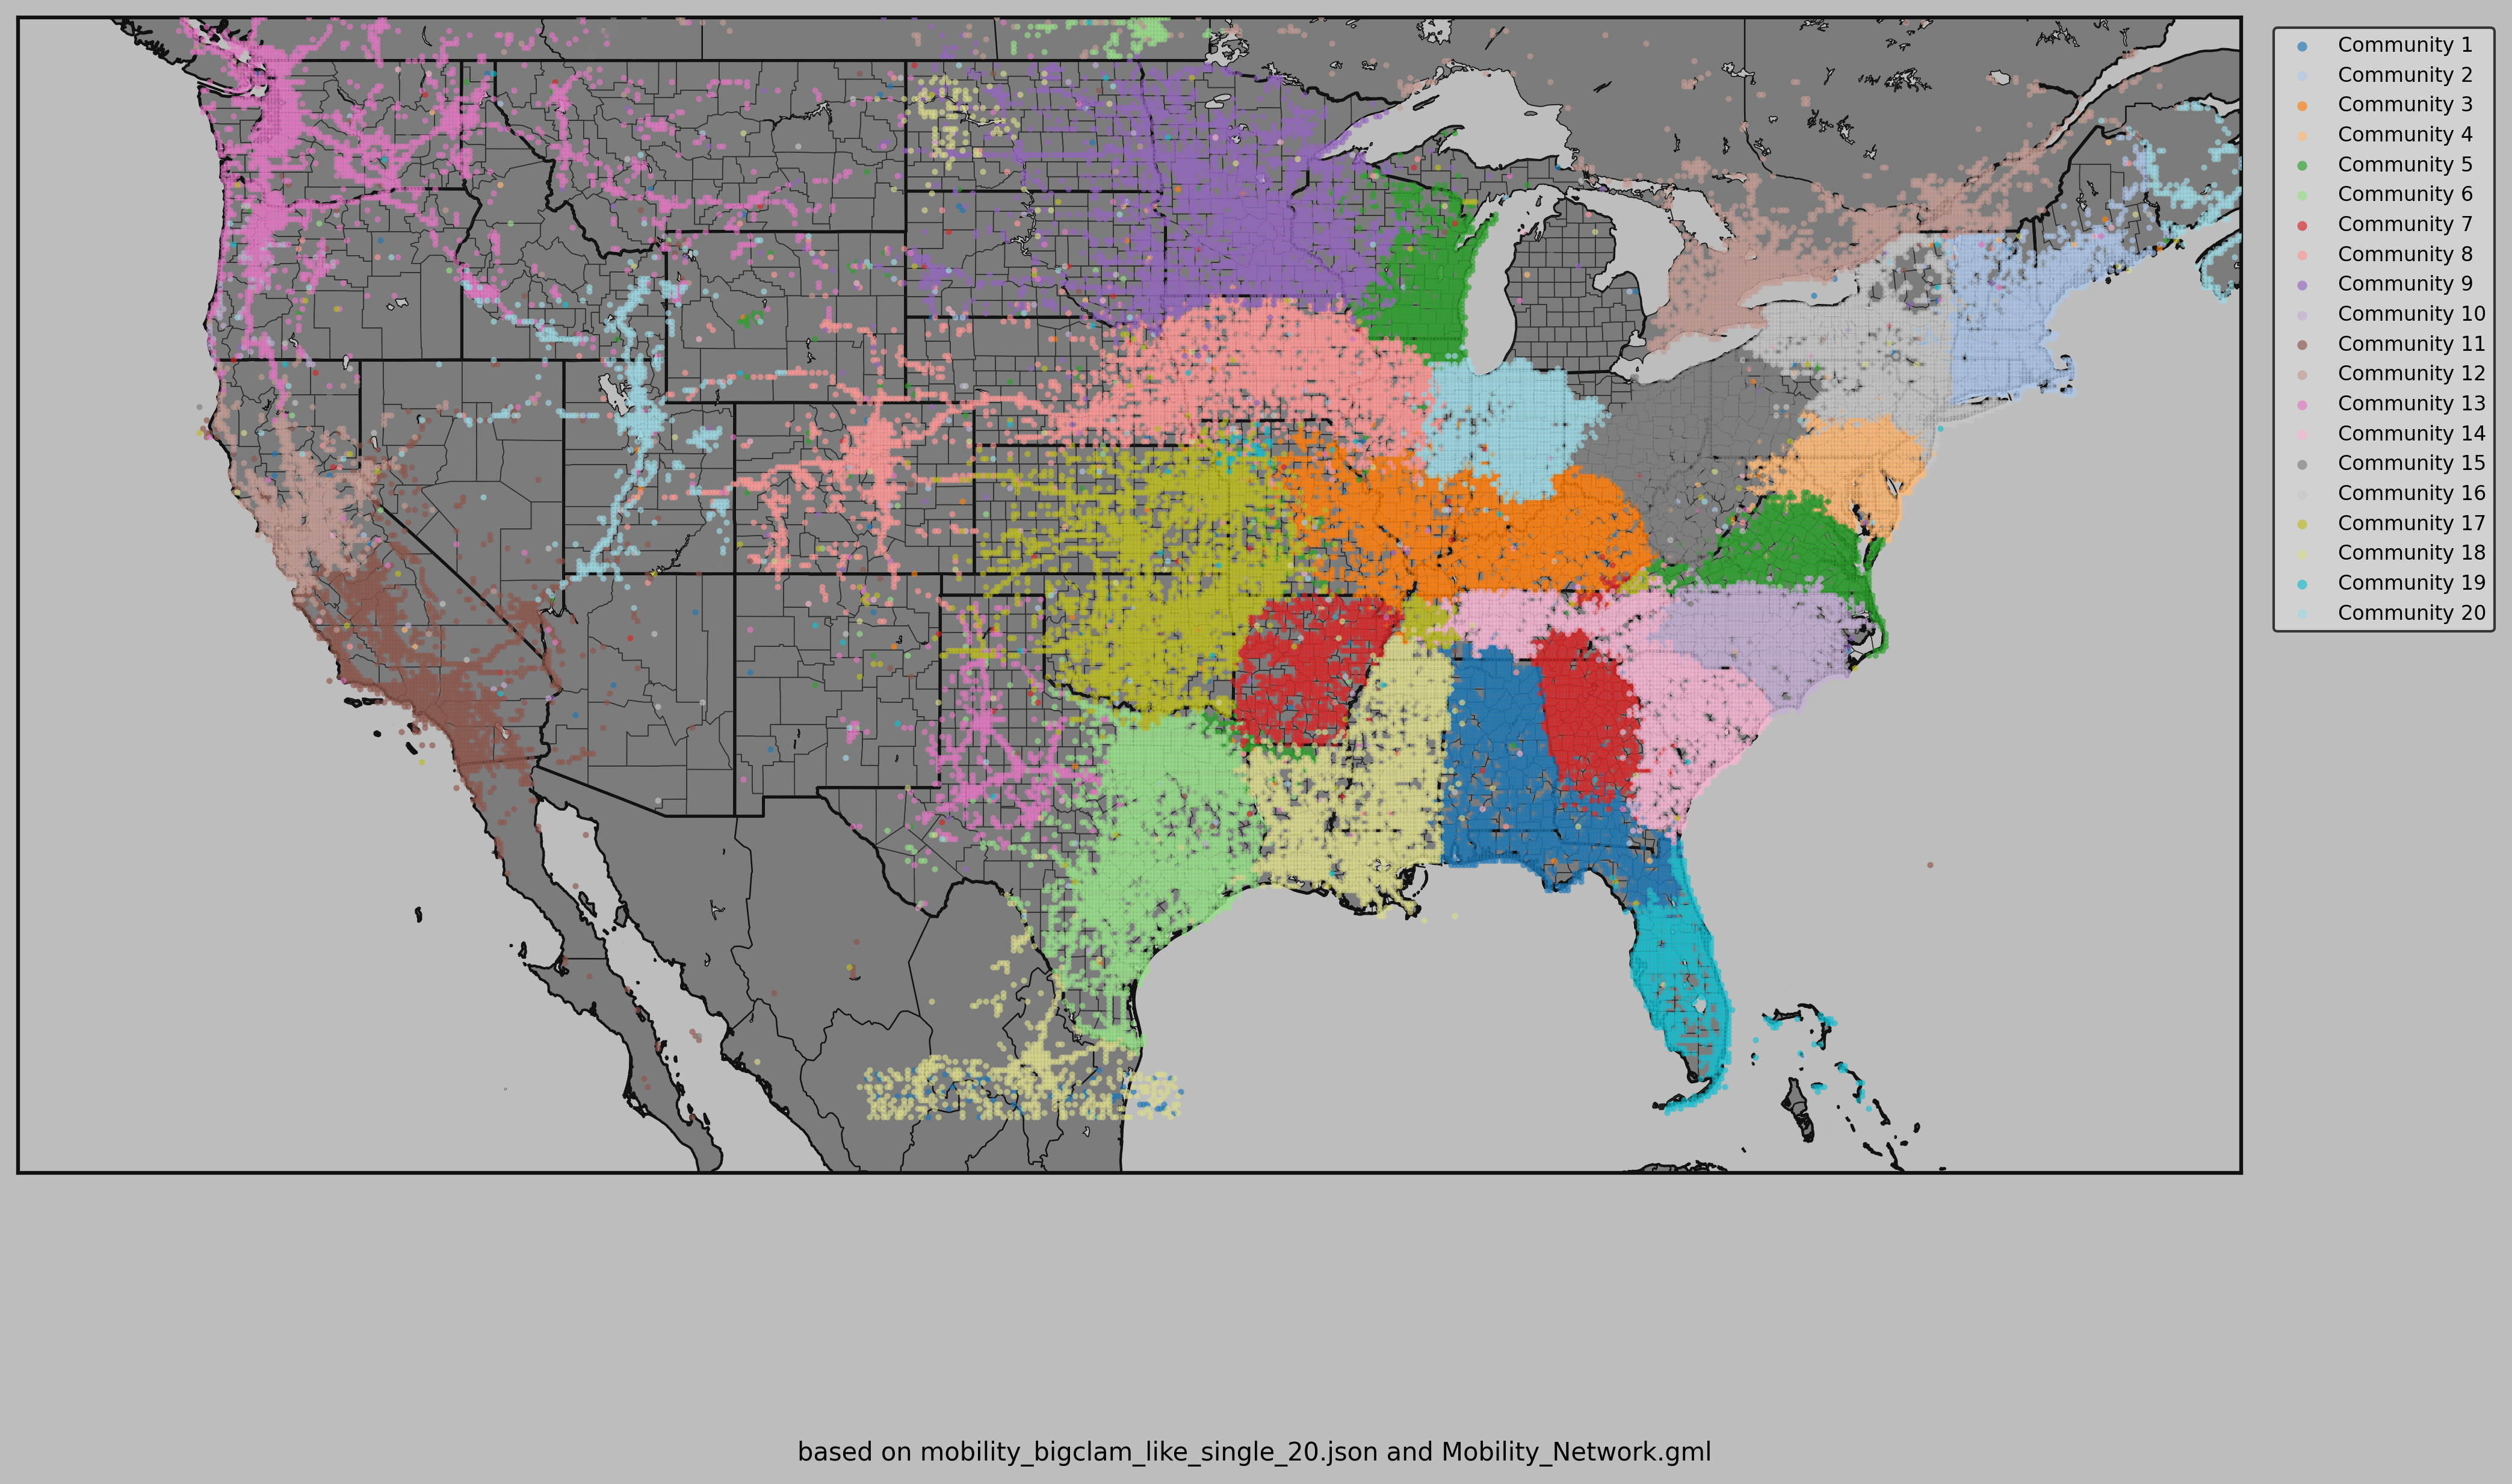 Community 1
Community 2
Community 3
Community 4
Community 5
Community 6
Community 7
Community 8
Community 9
Community 10
Community 11
Community 12
Community 13
Community 14
Community 15
Community 16
Community 17
Community 18
Community 19
Community 20
based on mobility_bigclam_like_single_20.json and Mobility_Network.gml